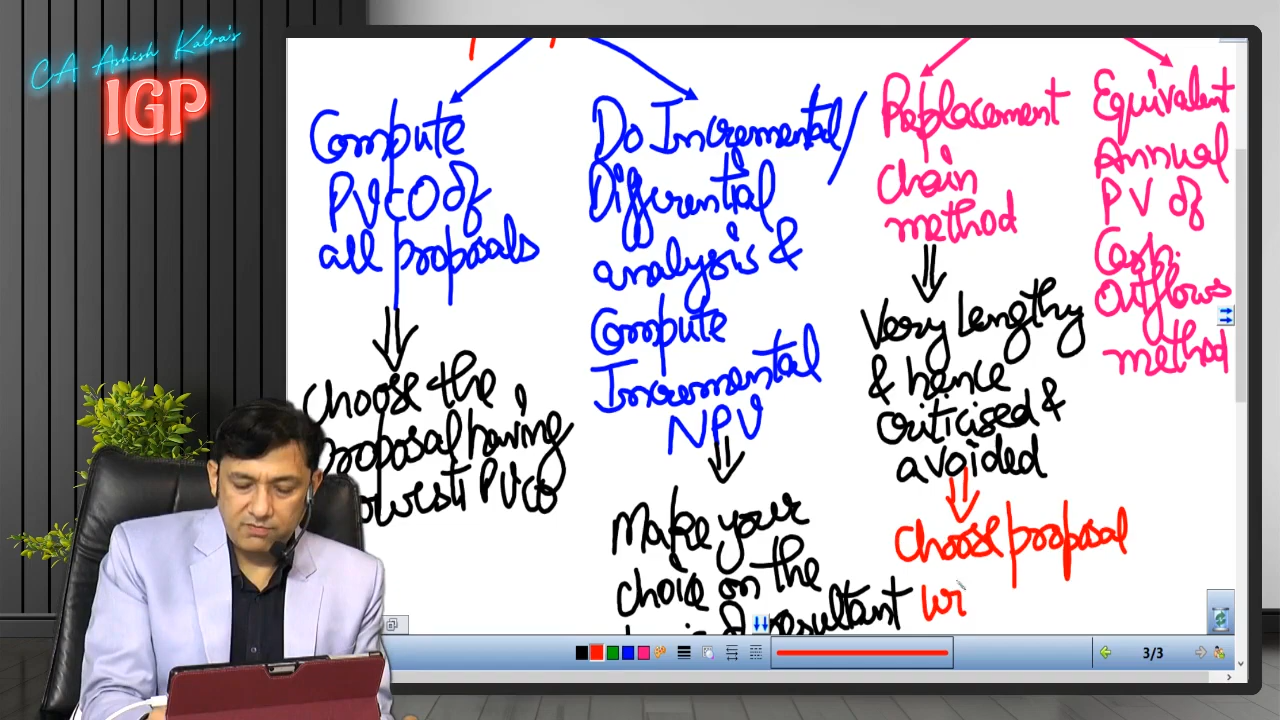 CA Ashish Kalra's
IGP
Compute
PVCO of
all proposals
choose the
proposal having
lowest PVCO
Do Incremental/
Differential
analysis &
Compute
Incremental
NPV
Make your
choice on the
resultant
Replacement
chain
method
Very lengthy
& hence
criticised &
avoided
Choose proposal
wi
Equivalent
Annual
PV of
Cash
outflows
method
3/3